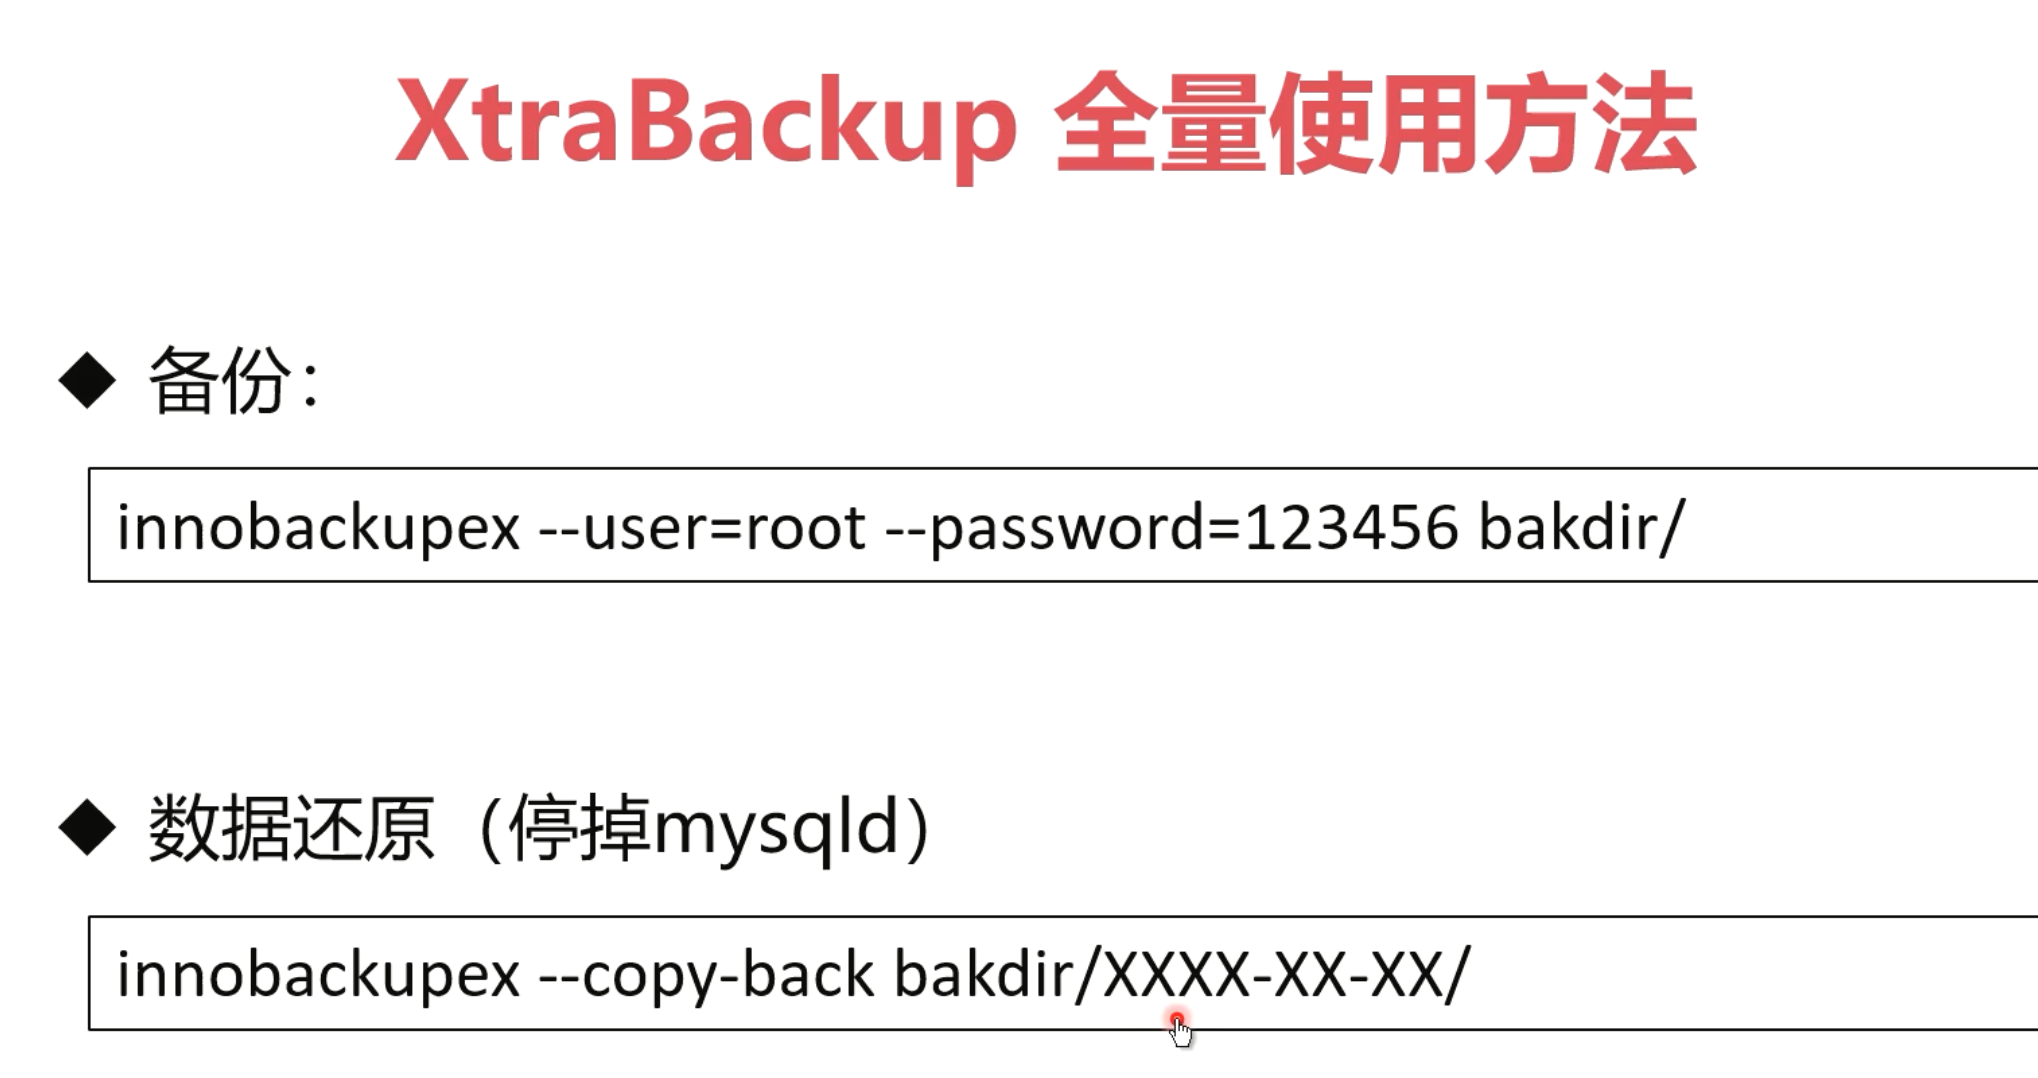 XtraBackup 全量使用方法
◆ 备份：
innobackupex --user=root --password=123456 bakdir/
◆ 数据还原（停掉mysqld）
innobackupex --copy-back bakdir/XXXX-XX-XX/